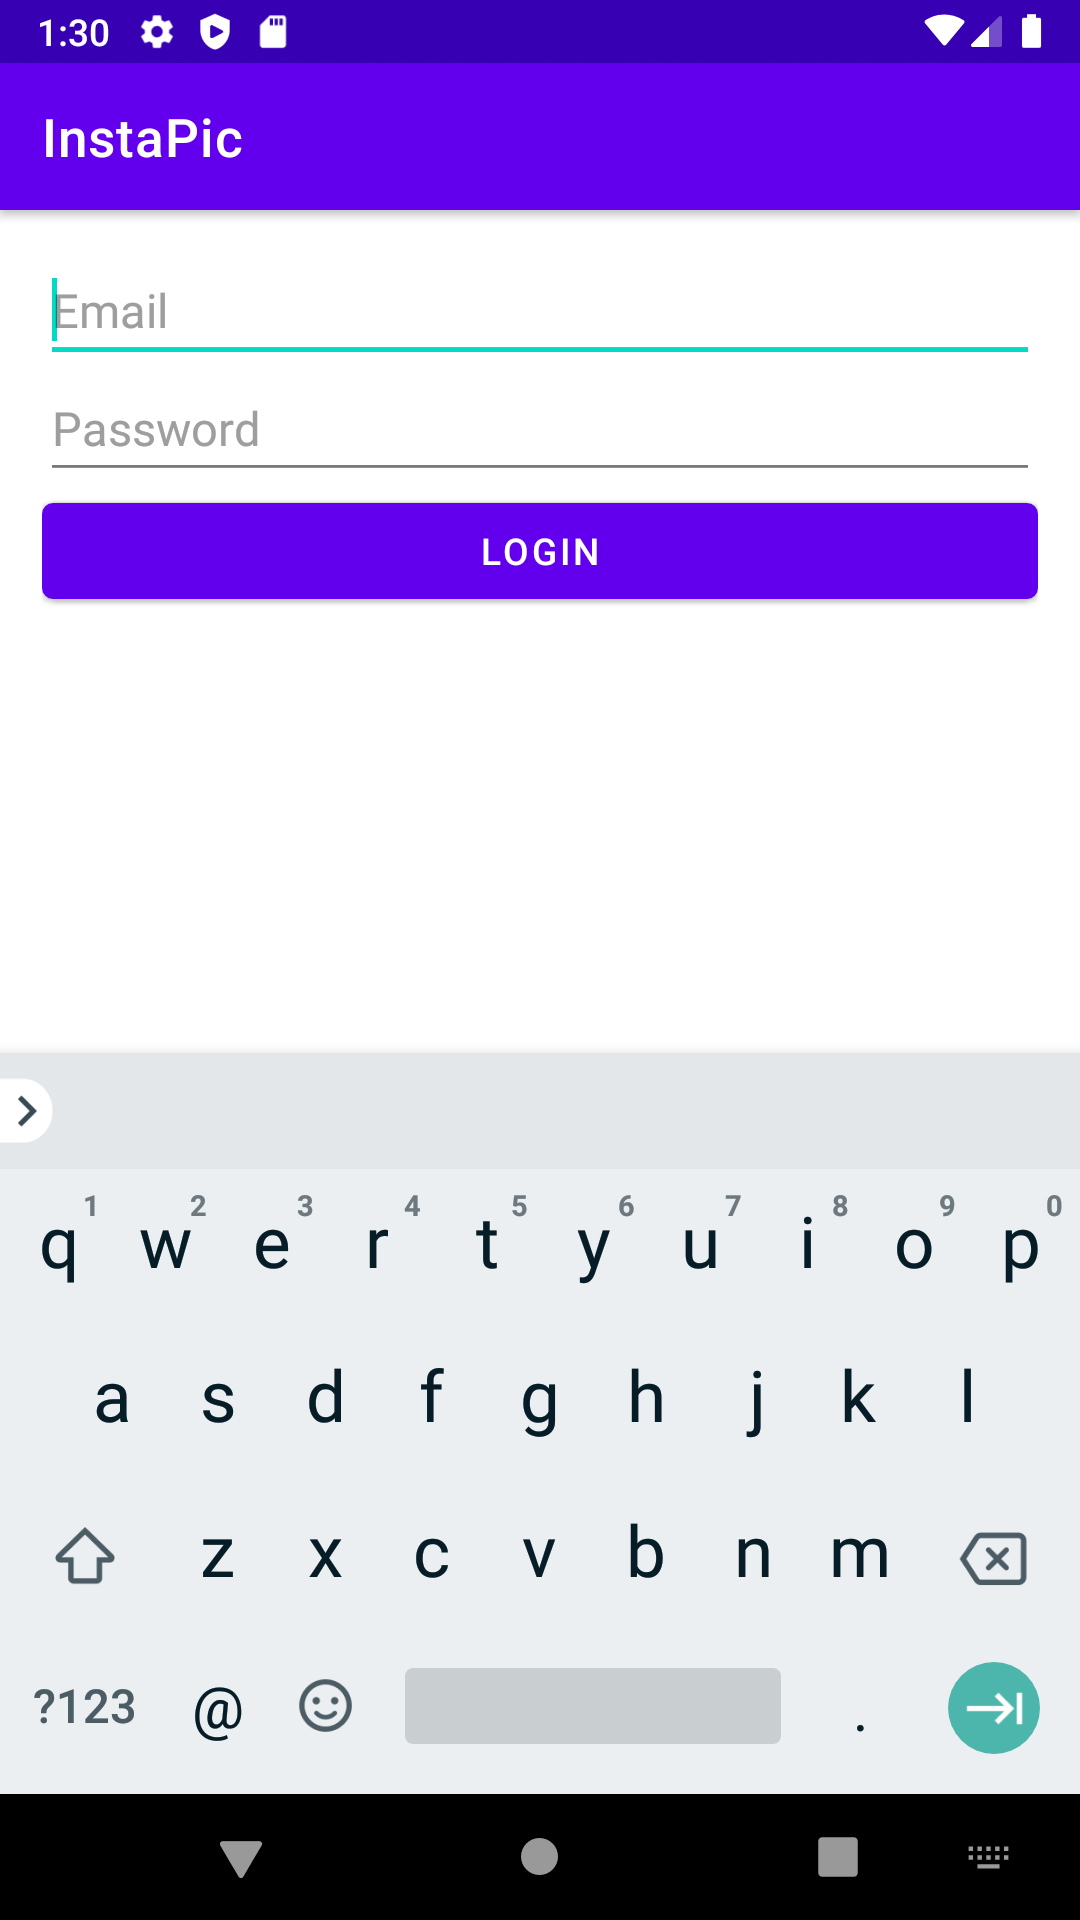 1:30
InstaPic
Email
Password
LOGIN
1 2 3 4 5 6 7 8 9 0
q w e r t y u i o p
a s d f g h j k l
z x c v b n m
?123 @ .